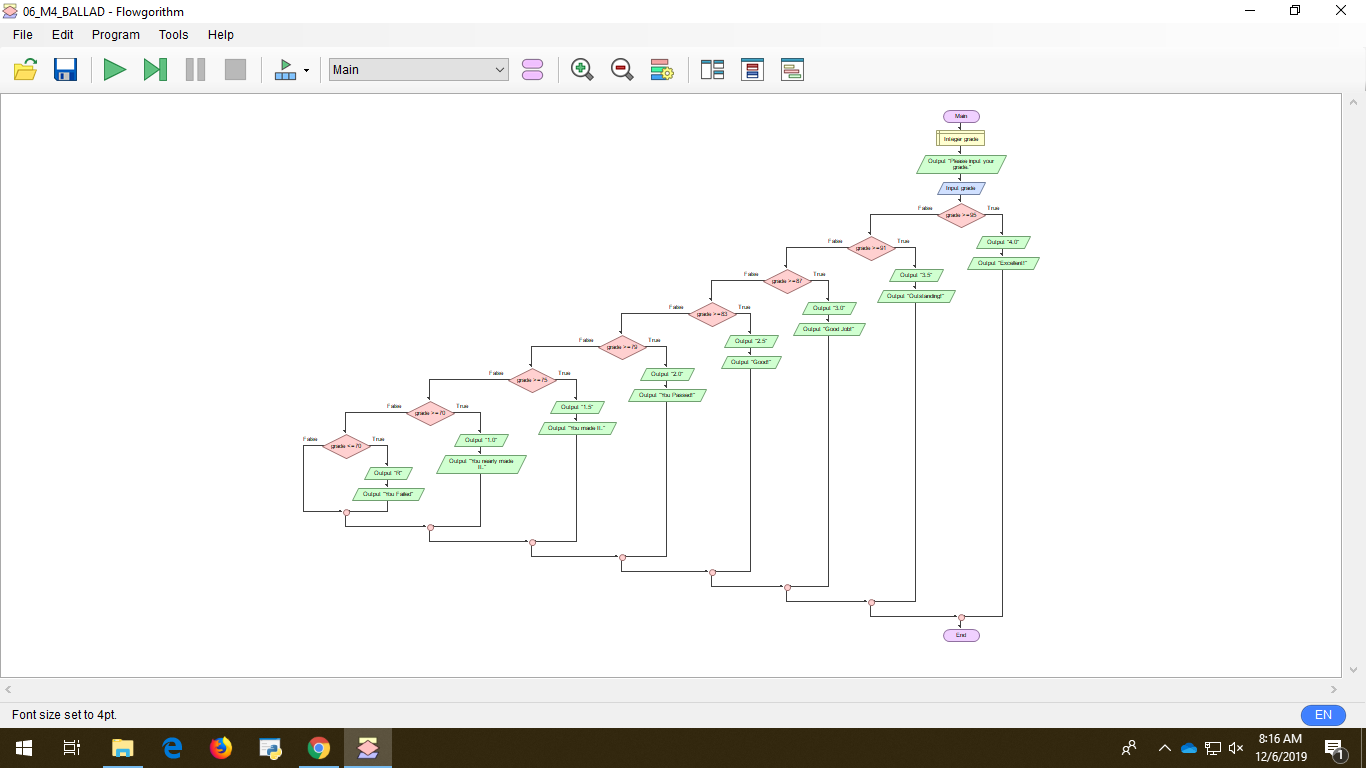 06_M4_BALLAD - Flowgorithm
File Edit Program Tools Help
Main
Main
Integer grade
Output "Please input your
grade."
Input grade
False True
grade >=95
Output "4.0"
Output "Excellent!"
False True
grade >=91
Output "3.5"
Output "Outstanding!"
False True
grade >=87
Output "3.0"
Output "Good Job!"
False True
grade >=83
Output "2.5"
Output "Good!"
False True
grade >=79
Output "2.0"
Output "You Passed!"
False True
grade >=75
Output "1.5"
Output "You made it.."
False True
grade >=70
Output "1.0"
Output "You nearly made
it.."
False True
grade <=70
Output "R"
Output "You Failed"
End
Font size set to 4pt.
EN
8:16 AM
12/6/2019
1